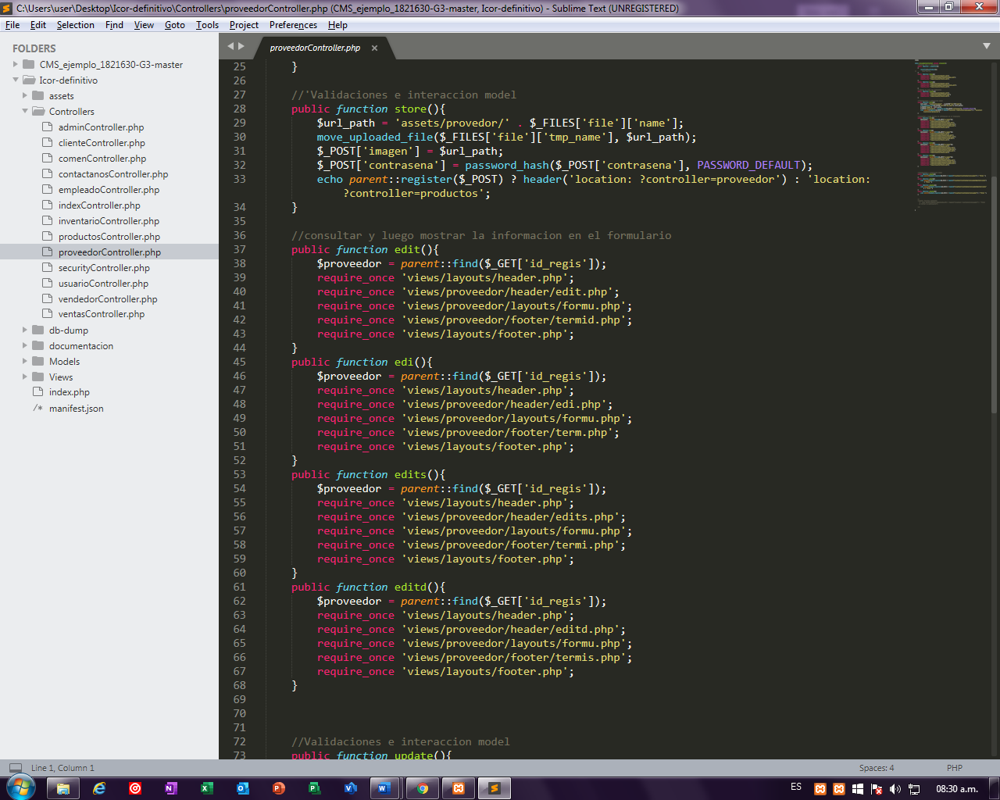 C:\Users\user\Desktop\Icor-definitivo\Controllers\proveedorController.php (CMS_ejemplo_1821630-G3-master, Icor-definitivo) - Sublime Text (UNREGISTERED)
File Edit Selection Find View Goto Tools Project Preferences Help
FOLDERS
CMS_ejemplo_1821630-G3-master
Icor-definitivo
assets
Controllers
adminController.php
clienteController.php
comenController.php
contactanosController.php
empleadoController.php
indexController.php
inventarioController.php
productosController.php
proveedorController.php
securityController.php
usuarioController.php
vendedorController.php
ventasController.php
db-dump
documentacion
Models
Views
index.php
/* manifest.json
proveedorController.php ×
25 }
26
27 //'Validaciones e interaccion model
28 public function store(){
29 $url_path = 'assets/provedor/' . $_FILES['file']['name'];
30 move_uploaded_file($_FILES['file']['tmp_name'], $url_path);
31 $_POST['imagen'] = $url_path;
32 $_POST['contrasena'] = password_hash($_POST['contrasena'], PASSWORD_DEFAULT);
33 echo parent::register($_POST) ? header('location: ?controller=proveedor') : 'location:
?controller=productos';
34 }
35
36 //consultar y luego mostrar la informacion en el formulario
37 public function edit(){
38 $proveedor = parent::find($_GET['id_regis']);
39 require_once 'views/layouts/header.php';
40 require_once 'views/proveedor/header/edit.php';
41 require_once 'views/proveedor/layouts/formu.php';
42 require_once 'views/proveedor/footer/termid.php';
43 require_once 'views/layouts/footer.php';
44 }
45 public function edi(){
46 $proveedor = parent::find($_GET['id_regis']);
47 require_once 'views/layouts/header.php';
48 require_once 'views/proveedor/header/edi.php';
49 require_once 'views/proveedor/layouts/formu.php';
50 require_once 'views/proveedor/footer/term.php';
51 require_once 'views/layouts/footer.php';
52 }
53 public function edits(){
54 $proveedor = parent::find($_GET['id_regis']);
55 require_once 'views/layouts/header.php';
56 require_once 'views/proveedor/header/edits.php';
57 require_once 'views/proveedor/layouts/formu.php';
58 require_once 'views/proveedor/footer/termi.php';
59 require_once 'views/layouts/footer.php';
60 }
61 public function editd(){
62 $proveedor = parent::find($_GET['id_regis']);
63 require_once 'views/layouts/header.php';
64 require_once 'views/proveedor/header/editd.php';
65 require_once 'views/proveedor/layouts/formu.php';
66 require_once 'views/proveedor/footer/termis.php';
67 require_once 'views/layouts/footer.php';
68 }
69
70
71
72 //Validaciones e interaccion model
73 public function update(){
Line 1, Column 1 Spaces: 4 PHP
ES 08:30 a.m.